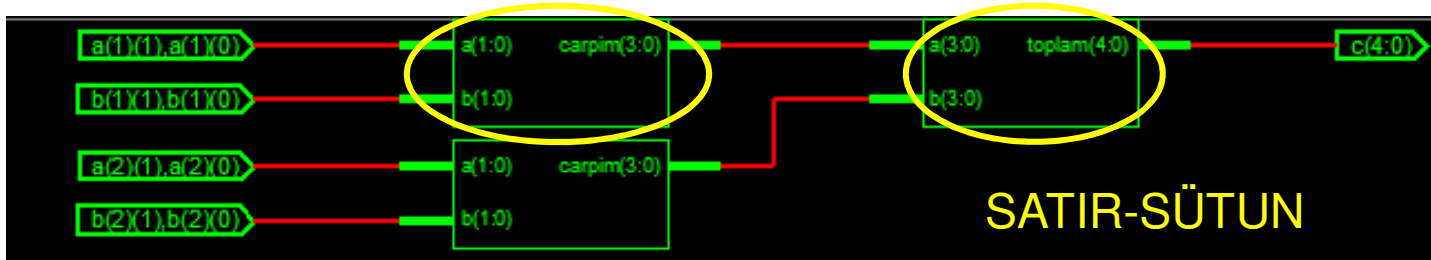 a(1)(1),a(1)(0) a(1:0) carpim(3:0) a(3:0) toplam(4:0) c(4:0)
b(1)(1),b(1)(0) b(1:0) b(3:0)
a(2)(1),a(2)(0) a(1:0) carpim(3:0)
b(2)(1),b(2)(0) b(1:0) SATIR-SÜTUN